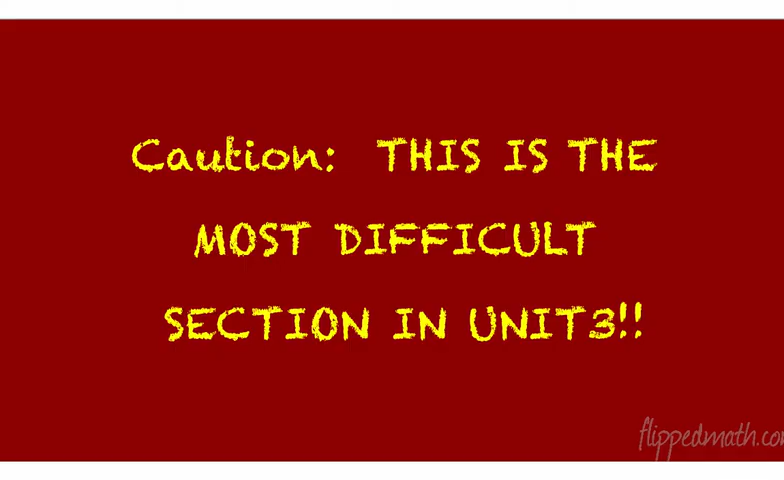 Caution: THIS IS THE
MOST DIFFICULT
SECTION IN UNIT3!!
flippedmath.com